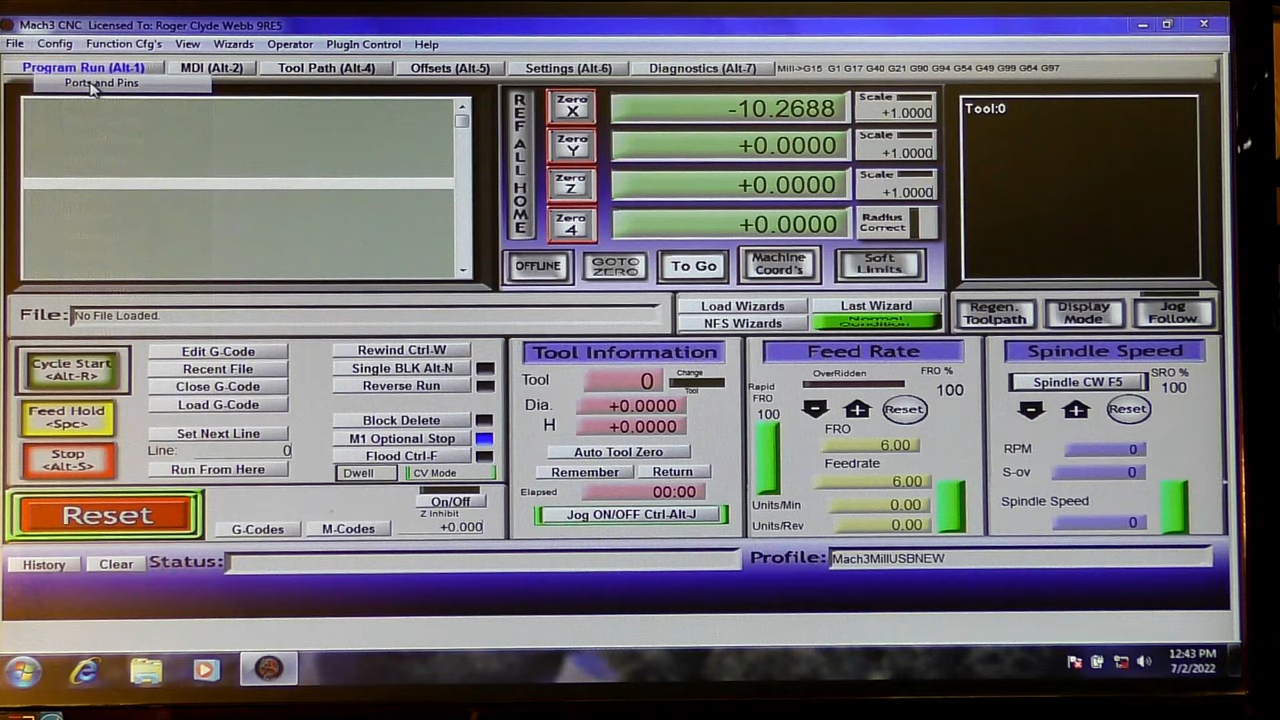 Mach3 CNC Licensed To: Roger Clyde Webb 9RE5
File Config Function Cfg's View Wizards Operator PlugIn Control Help
Program Run (Alt-1) MDI (Alt-2) Tool Path (Alt-4) Offsets (Alt-5) Settings (Alt-6) Diagnostics (Alt-7) Mill->G15 G1 G17 G40 G21 G90 G94 G54 G49 G99 G64 G97
Ports and Pins
REF ALL HOME
Zero X -10.2688 Scale +1.0000
Zero Y +0.0000 Scale +1.0000
Zero Z +0.0000 Scale +1.0000
Zero 4 +0.0000 Radius Correct
Tool:0
OFFLINE GOTO ZERO To Go Machine Coord's Soft Limits
File: No File Loaded.
Load Wizards Last Wizard
NFS Wizards Normal Condition
Regen. Toolpath Display Mode Jog Follow
Cycle Start <Alt-R>
Feed Hold <Spc>
Stop <Alt-S>
Reset
Edit G-Code
Recent File
Close G-Code
Load G-Code
Set Next Line
Line: 0
Run From Here
Rewind Ctrl-W
Single BLK Alt-N
Reverse Run
Block Delete
M1 Optional Stop
Flood Ctrl-F
Dwell CV Mode
On/Off
Z Inhibit
+0.000
G-Codes M-Codes
Tool Information
Tool 0 Change Tool
Dia. +0.0000
H +0.0000
Auto Tool Zero
Remember Return
Elapsed 00:00
Jog ON/OFF Ctrl-Alt-J
Feed Rate
OverRidden FRO % 100
Rapid FRO 100
Reset
FRO
6.00
Feedrate
6.00
Units/Min 0.00
Units/Rev 0.00
Spindle Speed
Spindle CW F5 SRO % 100
Reset
RPM 0
S-ov 0
Spindle Speed
0
History Clear Status: Profile: Mach3MillUSBNEW
12:43 PM
7/2/2022